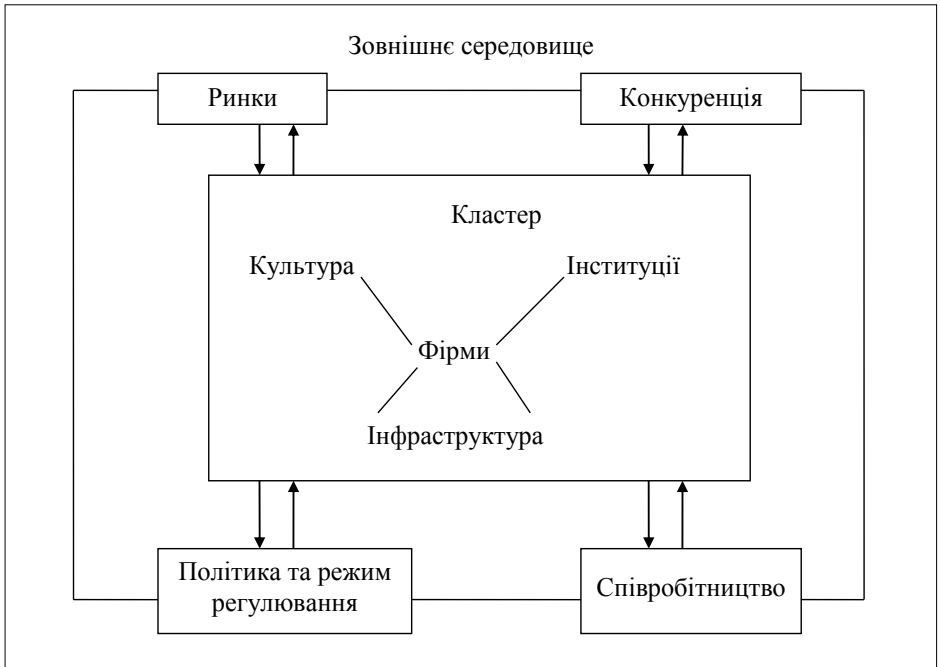 Зовнішнє середовище
Ринки
Конкуренція
Кластер
Культура
Інституції
Фірми
Інфраструктура
Політика та режим
регулювання
Співробітництво